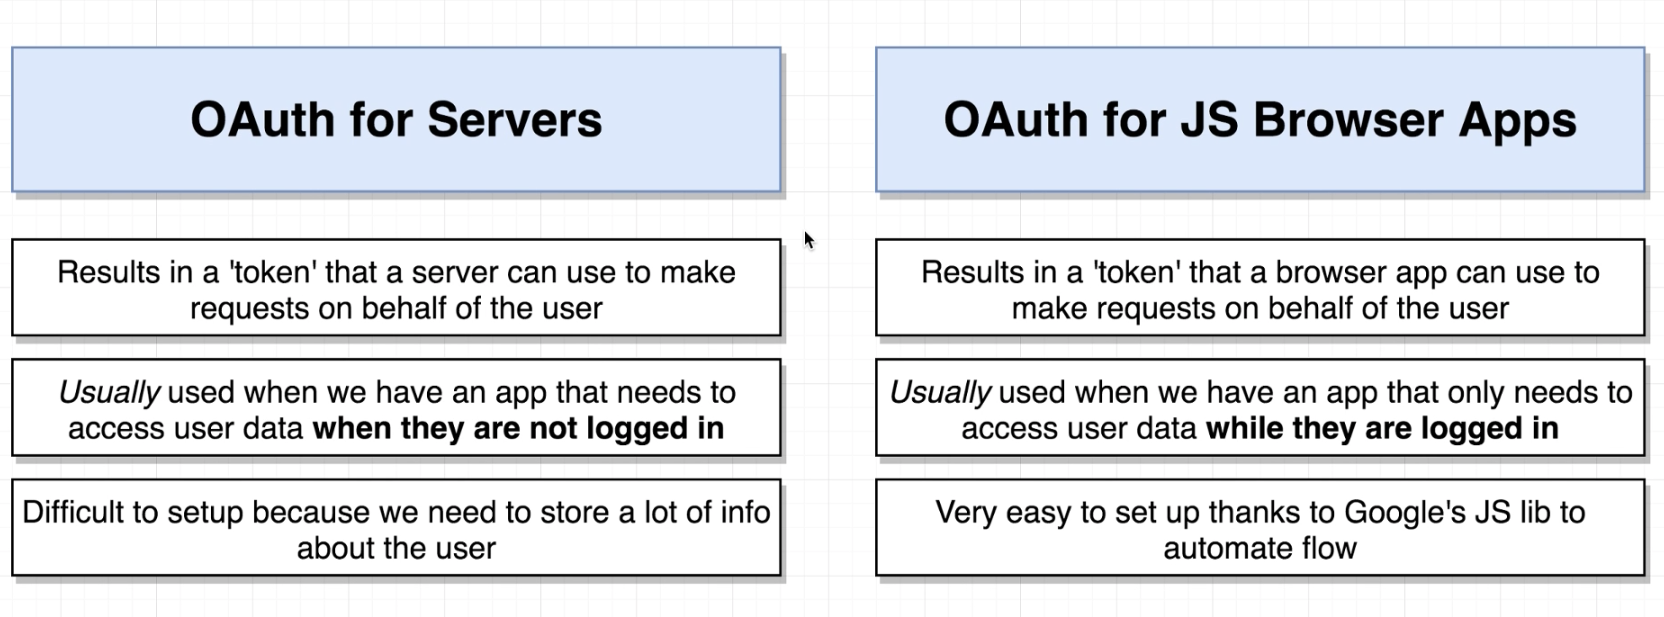 OAuth for Servers
Results in a 'token' that a server can use to make
requests on behalf of the user
Usually used when we have an app that needs to
access user data when they are not logged in
Difficult to setup because we need to store a lot of info
about the user
OAuth for JS Browser Apps
Results in a 'token' that a browser app can use to
make requests on behalf of the user
Usually used when we have an app that only needs to
access user data while they are logged in
Very easy to set up thanks to Google's JS lib to
automate flow